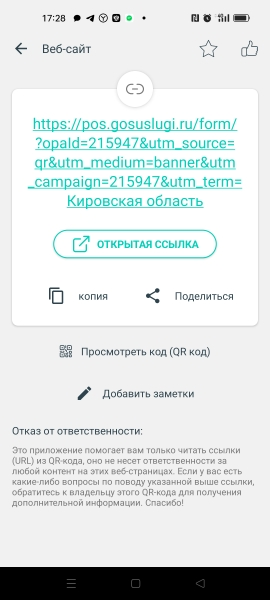 17:28
Веб-сайт
https://pos.gosuslugi.ru/form/
?opaId=215947&utm_source=
qr&utm_medium=banner&utm
_campaign=215947&utm_term=
Кировская область
ОТКРЫТАЯ ССЫЛКА
копия
Поделиться
Просмотреть код (QR код)
Добавить заметки
Отказ от ответственности:
Это приложение помогает вам только читать ссылки
(URL) из QR-кода, оно не несет ответственности за
любой контент на этих веб-страницах. Если у вас есть
какие-либо вопросы по поводу указанной выше ссылки,
обратитесь к владельцу этого QR-кода для получения
дополнительной информации. Спасибо!